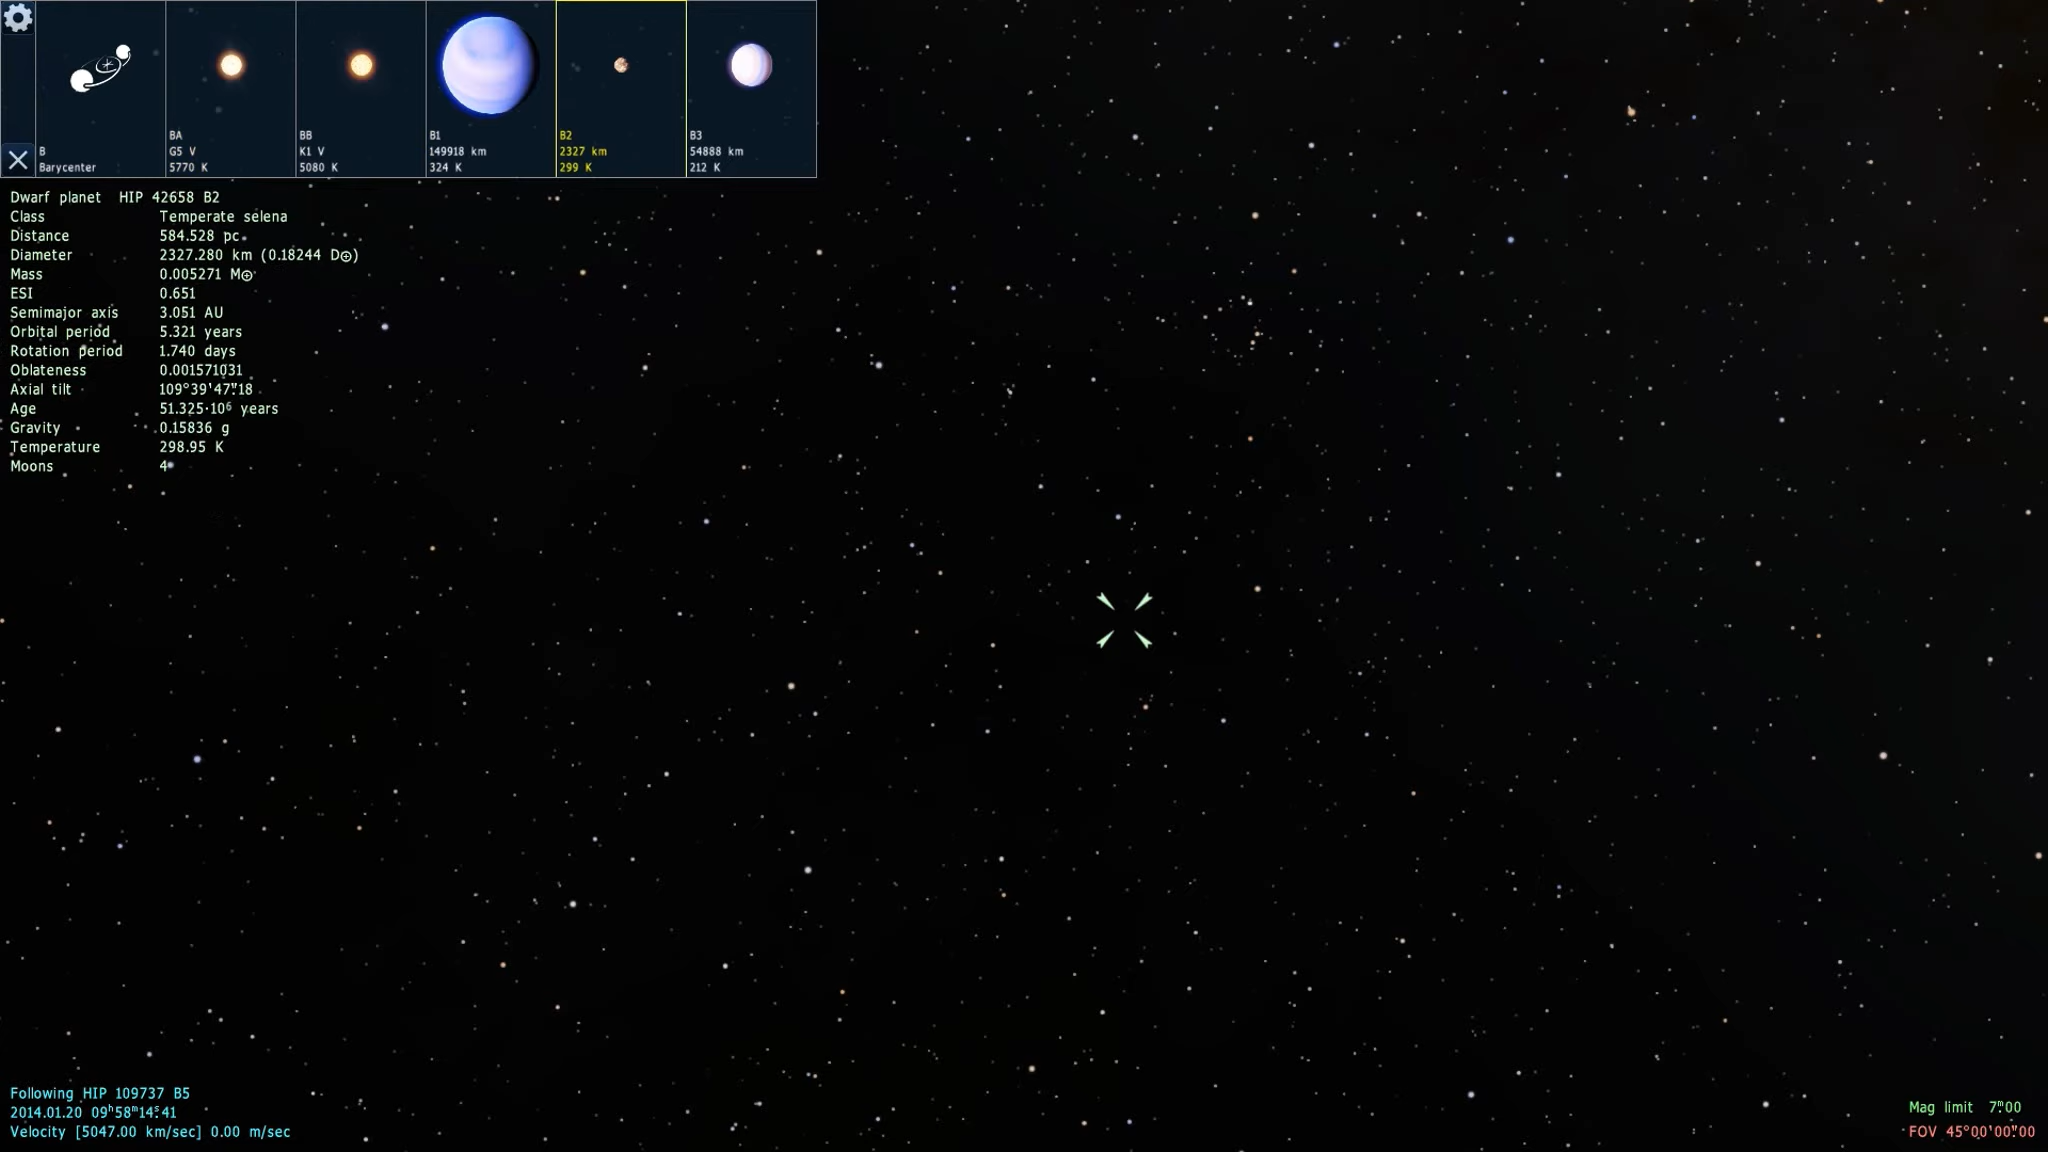 B
Barycenter
BA
G5 V
5770 K
BB
K1 V
5080 K
B1
149918 km
324 K
B2
2327 km
299 K
B3
54888 km
212 K
Dwarf planet HIP 42658 B2
Class Temperate selena
Distance 584.528 pc
Diameter 2327.280 km (0.18244 D⊕)
Mass 0.005271 M⊕
ESI 0.651
Semimajor axis 3.051 AU
Orbital period 5.321 years
Rotation period 1.740 days
Oblateness 0.001571031
Axial tilt 109°39'47"18
Age 51.325·10⁶ years
Gravity 0.15836 g
Temperature 298.95 K
Moons 4
Following HIP 109737 B5
2014.01.20 09ʰ58ᵐ14ˢ.41
Velocity [5047.00 km/sec] 0.00 m/sec
Mag limit 7ᵐ.00
FOV 45°00'00"00